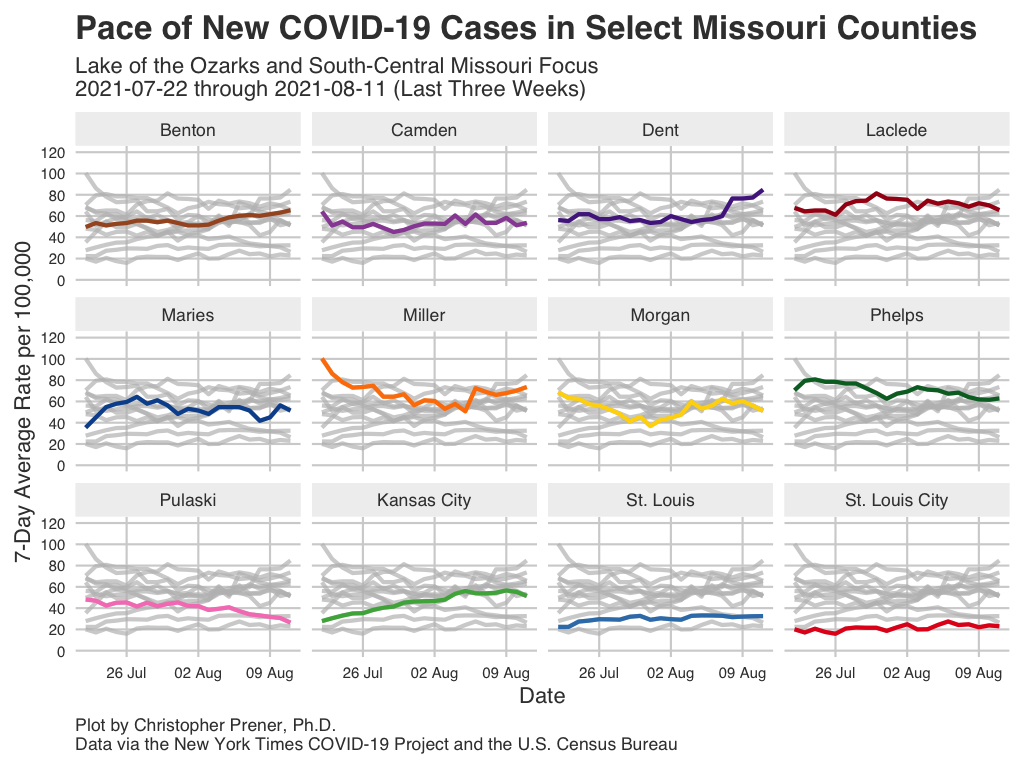 Pace of New COVID-19 Cases in Select Missouri Counties
Lake of the Ozarks and South-Central Missouri Focus
2021-07-22 through 2021-08-11 (Last Three Weeks)
Benton
Camden
Dent
Laclede
120
100
80
60
40
20
0
Maries
Miller
Morgan
Phelps
120
100
80
60
40
20
0
Pulaski
Kansas City
St. Louis
St. Louis City
120
100
80
60
40
20
0
7-Day Average Rate per 100,000
26 Jul 02 Aug 09 Aug
26 Jul 02 Aug 09 Aug
26 Jul 02 Aug 09 Aug
26 Jul 02 Aug 09 Aug
Date
Plot by Christopher Prener, Ph.D.
Data via the New York Times COVID-19 Project and the U.S. Census Bureau